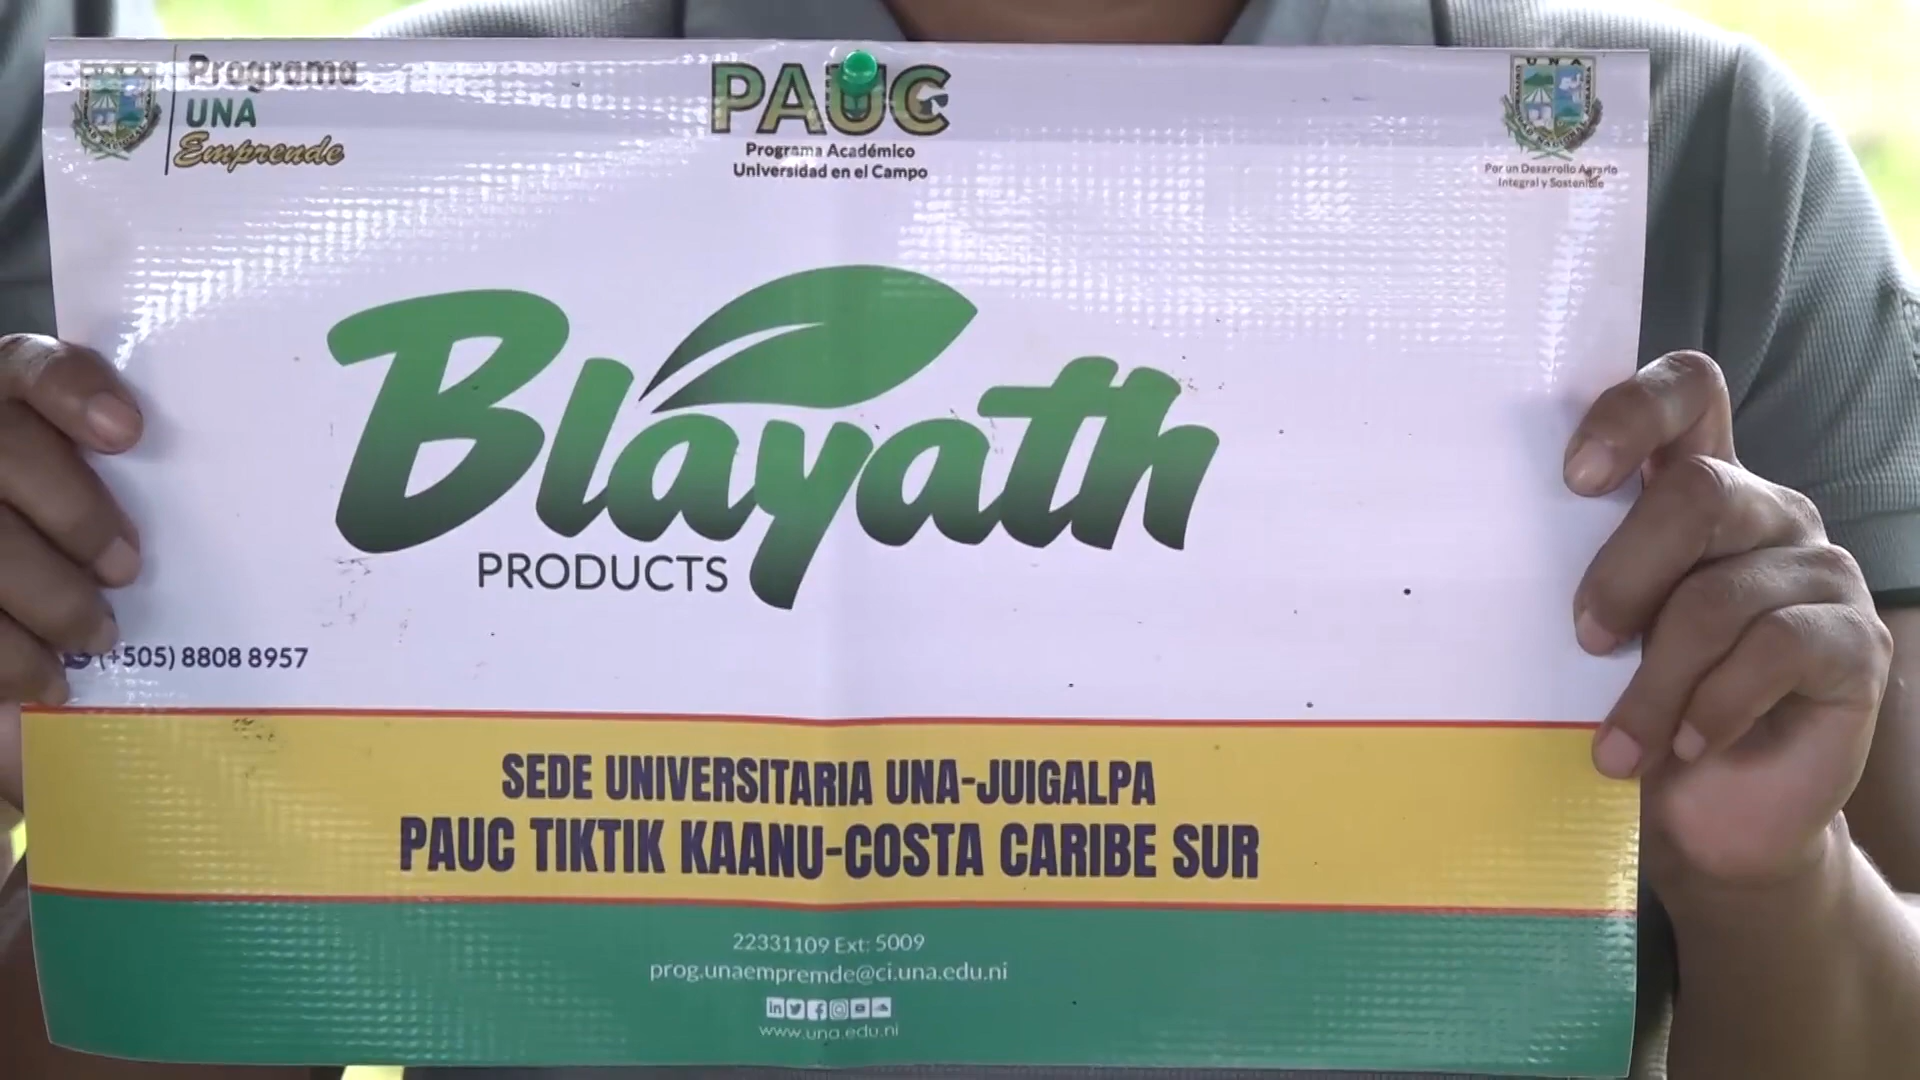 Programa
UNA
Emprende
PAUC
Programa Académico
Universidad en el Campo
UNA
Por un Desarrollo Agrario
Integral y Sostenible
Blayath
PRODUCTS
(+505) 8808 8957
SEDE UNIVERSITARIA UNA-JUIGALPA
PAUC TIKTIK KAANU-COSTA CARIBE SUR
22331109 Ext: 5009
prog.unaempremde@ci.una.edu.ni
www.una.edu.ni